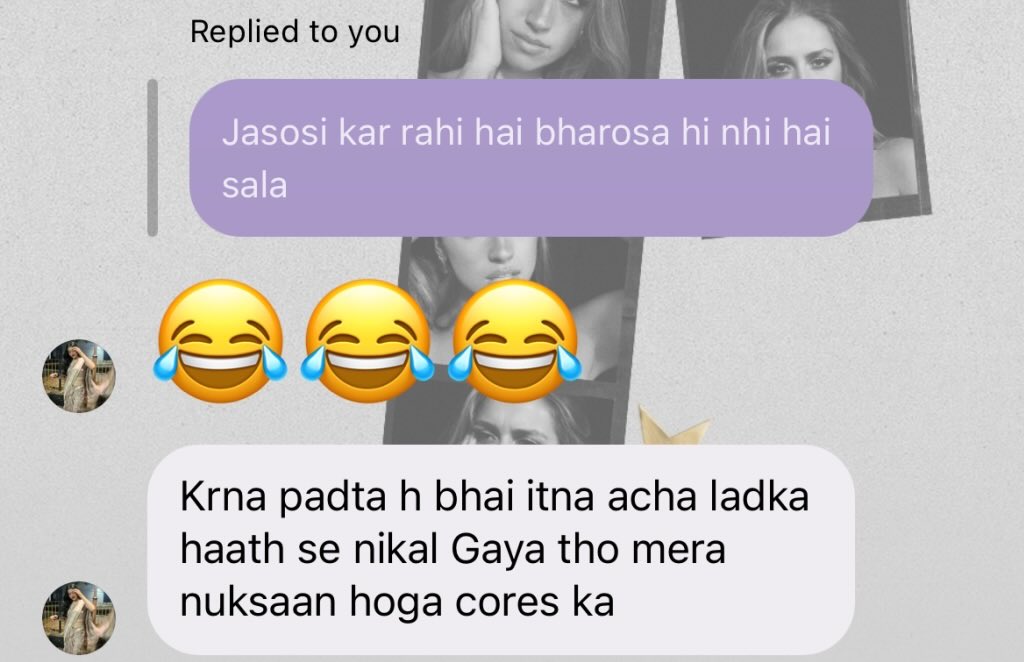 Replied to you
Jasosi kar rahi hai bharosa hi nhi hai
sala
😂😂😂
Krna padta h bhai itna acha ladka
haath se nikal Gaya tho mera
nuksaan hoga cores ka